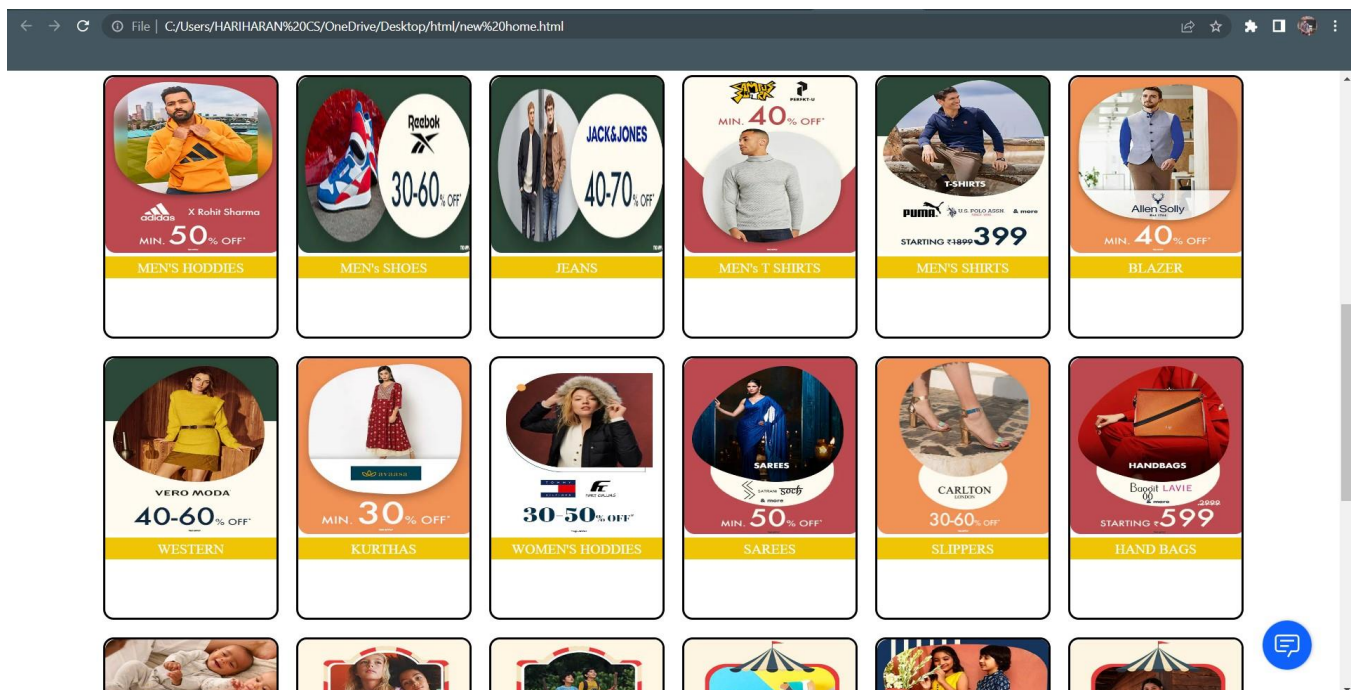 File | C:/Users/HARIHARAN%20CS/OneDrive/Desktop/html/new%20home.html
adidas X Rohit Sharma
MIN. 50% OFF*
MEN'S HODDIES
Reebok
30-60% OFF*
MEN's SHOES
JACK&JONES
40-70% OFF*
JEANS
PERFKT-U
MIN. 40% OFF*
MEN's T SHIRTS
T-SHIRTS
PUMA U.S. POLO ASSN. & more
STARTING ₹1899 399
MEN'S SHIRTS
Allen Solly
MIN. 40% OFF*
BLAZER
VERO MODA
40-60% OFF*
WESTERN
MIN. 30% OFF*
KURTHAS
30-50% OFF*
WOMEN'S HODDIES
SAREES
Soch
& more
MIN. 50% OFF*
SAREES
CARLTON
LONDON
30-60% OFF*
SLIPPERS
HANDBAGS
Baggit LAVIE
& more
2999
STARTING ₹599
HAND BAGS